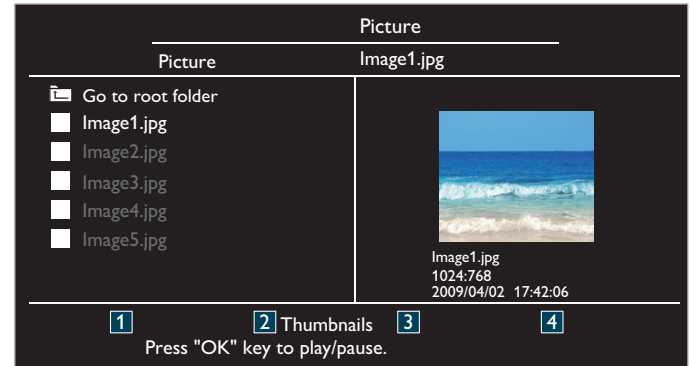 Picture
Picture Image1.jpg
Go to root folder
Image1.jpg
Image2.jpg
Image3.jpg
Image4.jpg
Image5.jpg
Image1.jpg
1024:768
2009/04/02 17:42:06
1 2 Thumbnails 3 4
Press "OK" key to play/pause.